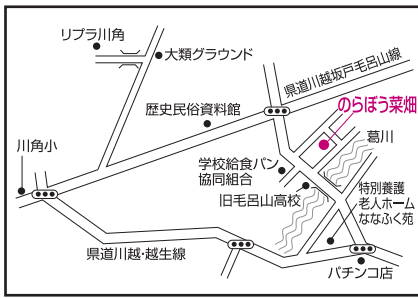 リプラ川角
大類グラウンド
県道川越坂戸毛呂山線
のらぼう菜畑
歴史民俗資料館
葛川
川角小
学校給食パン
協同組合
旧毛呂山高校
特別養護
老人ホーム
ななふく苑
県道川越・越生線
パチンコ店